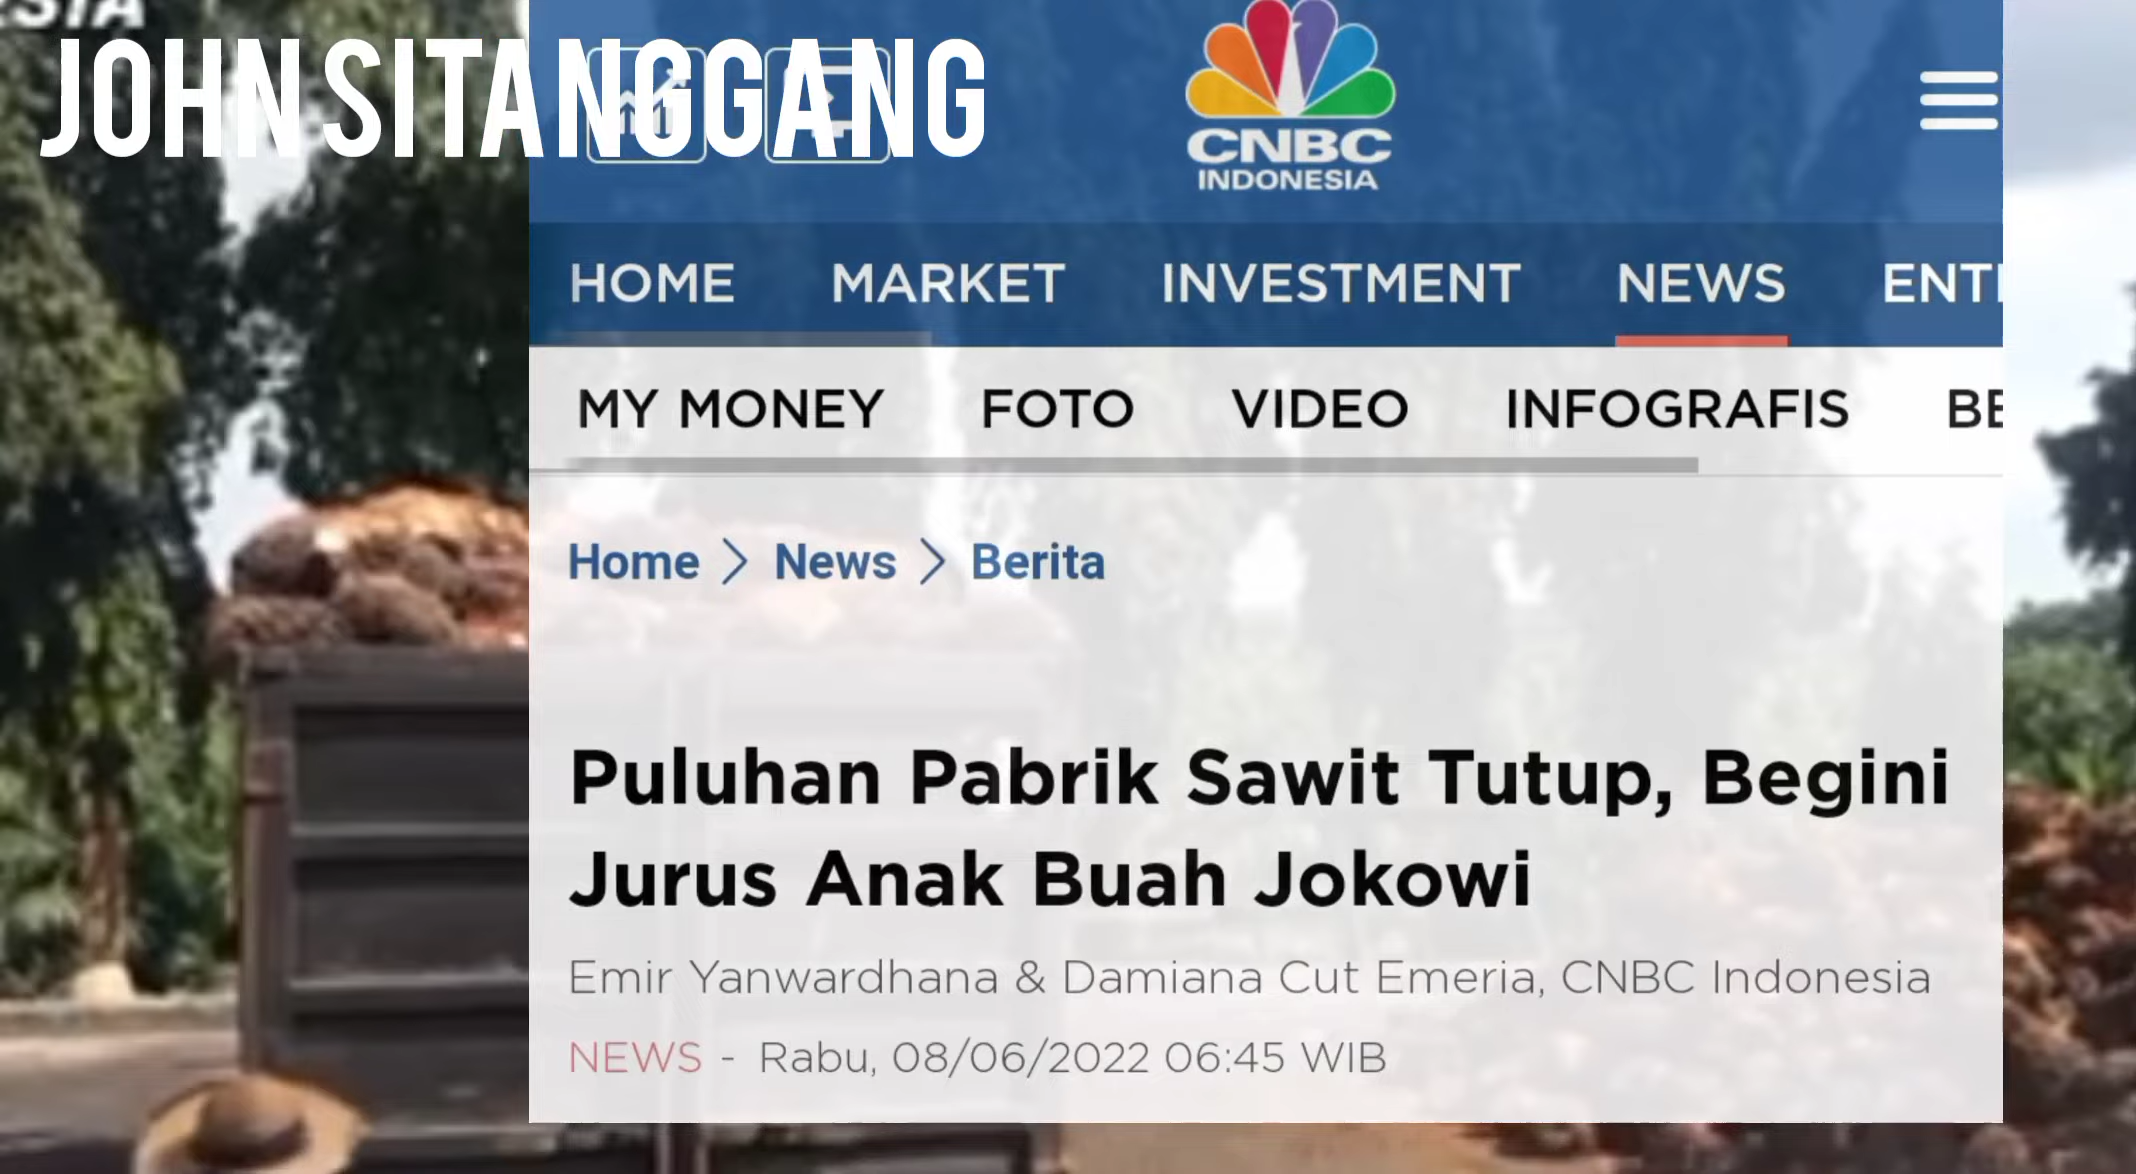 JOHN SITANGGANG
CNBC
INDONESIA
HOME MARKET INVESTMENT NEWS
MY MONEY FOTO VIDEO INFOGRAFIS
Home > News > Berita
Puluhan Pabrik Sawit Tutup, Begini
Jurus Anak Buah Jokowi
Emir Yanwardhana & Damiana Cut Emeria, CNBC Indonesia
NEWS - Rabu, 08/06/2022 06:45 WIB